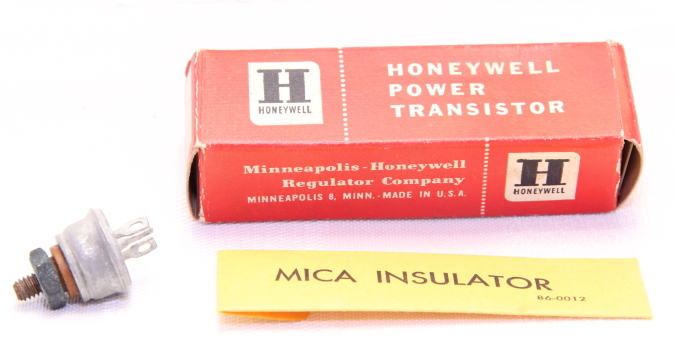 H
HONEYWELL
HONEYWELL
POWER
TRANSISTOR
Minneapolis-Honeywell
Regulator Company
MINNEAPOLIS 8, MINN.-MADE IN U.S.A.
H
HONEYWELL
MICA INSULATOR
86-0012